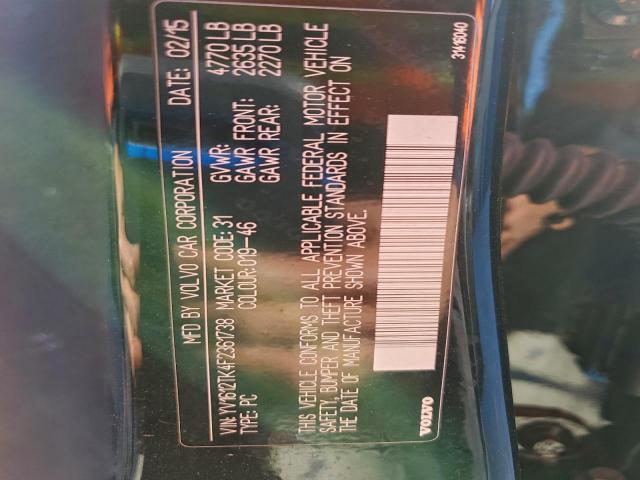 MFD BY VOLVO CAR CORPORATION DATE: 02/15
VIN: YV1612TK4F2361738 MARKET CODE: 31
TYPE: PC COLOUR: 019-46
GVWR: 4770 LB
GAWR FRONT: 2635 LB
GAWR REAR: 2270 LB
THIS VEHICLE CONFORMS TO ALL APPLICABLE FEDERAL MOTOR VEHICLE
SAFETY, BUMPER AND THEFT PREVENTION STANDARDS IN EFFECT ON
THE DATE OF MANUFACTURE SHOWN ABOVE.
VOLVO
31416040